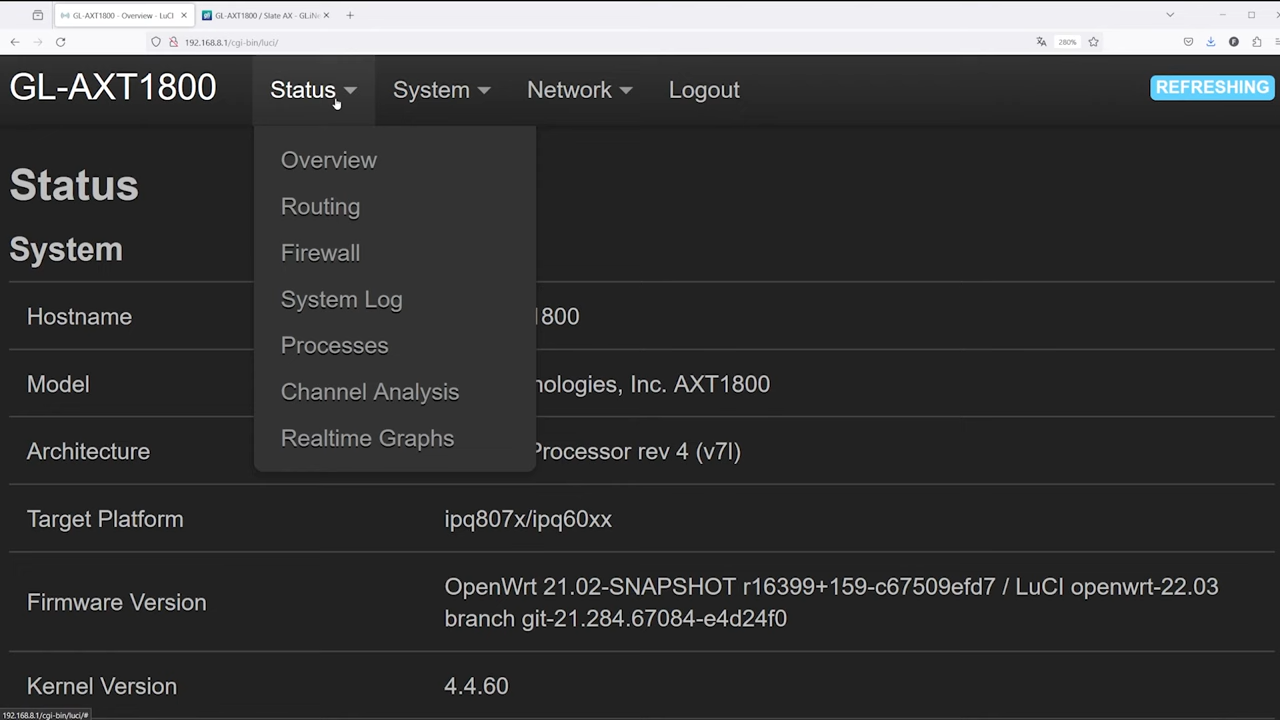 GL-AXT1800 - Overview - LuCI
GL-AXT1800 / Slate AX - GL.iNe
192.168.8.1/cgi-bin/luci/
280%
GL-AXT1800
Status
System
Network
Logout
REFRESHING
Overview
Routing
Firewall
System Log
Processes
Channel Analysis
Realtime Graphs
Status
System
Hostname
1800
Model
nologies, Inc. AXT1800
Architecture
Processor rev 4 (v7l)
Target Platform
ipq807x/ipq60xx
Firmware Version
OpenWrt 21.02-SNAPSHOT r16399+159-c67509efd7 / LuCI openwrt-22.03
branch git-21.284.67084-e4d24f0
Kernel Version
4.4.60
192.168.8.1/cgi-bin/luci/#